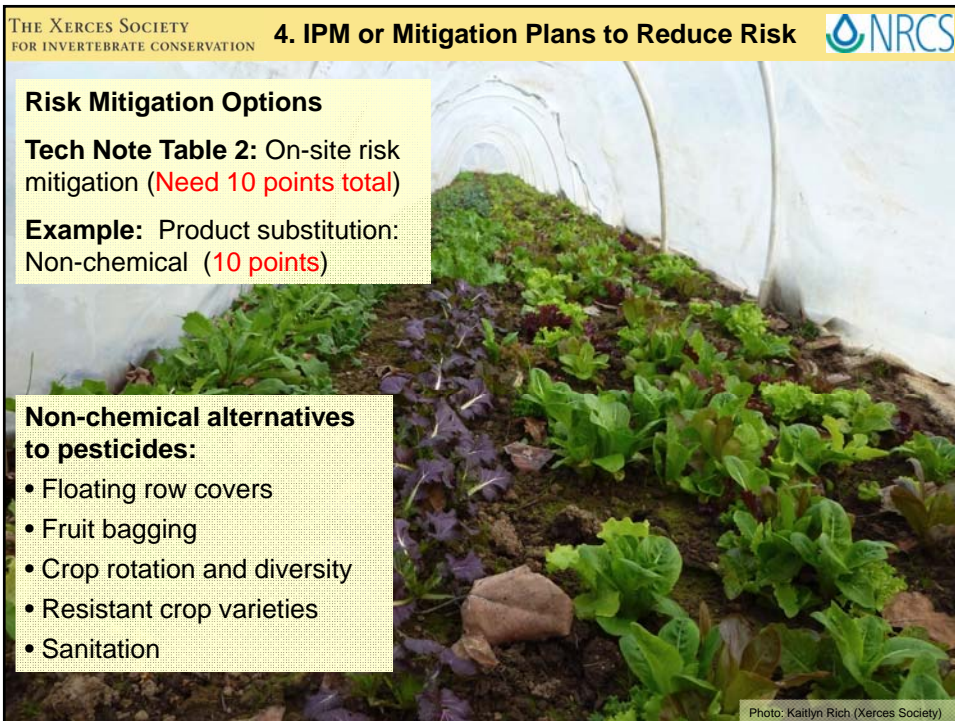 THE XERCES SOCIETY
FOR INVERTEBRATE CONSERVATION
4. IPM or Mitigation Plans to Reduce Risk
NRCS
Risk Mitigation Options
Tech Note Table 2: On-site risk
mitigation (Need 10 points total)
Example: Product substitution:
Non-chemical (10 points)
Non-chemical alternatives
to pesticides:
• Floating row covers
• Fruit bagging
• Crop rotation and diversity
• Resistant crop varieties
• Sanitation
Photo: Kaitlyn Rich (Xerces Society)